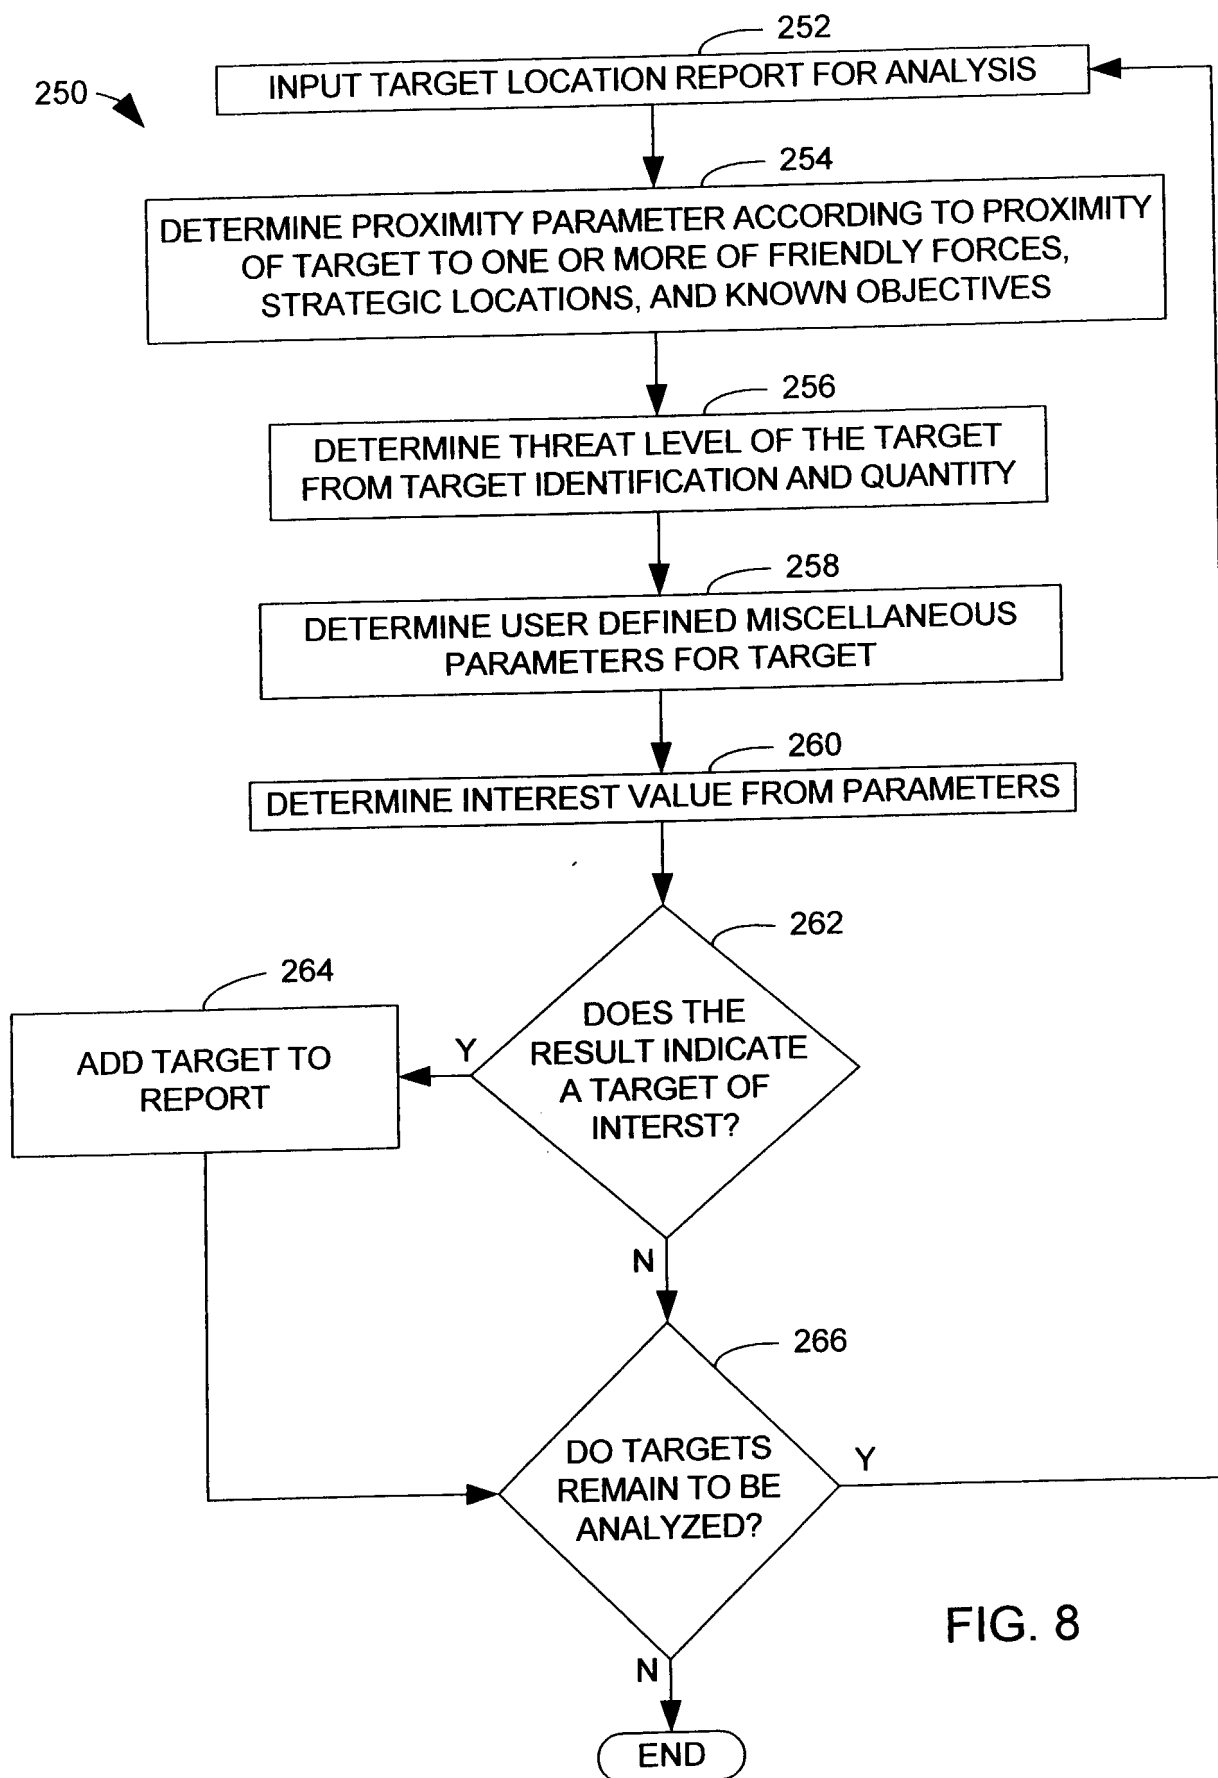 252
INPUT TARGET LOCATION REPORT FOR ANALYSIS
250
254
DETERMINE PROXIMITY PARAMETER ACCORDING TO PROXIMITY
OF TARGET TO ONE OR MORE OF FRIENDLY FORCES,
STRATEGIC LOCATIONS, AND KNOWN OBJECTIVES
256
DETERMINE THREAT LEVEL OF THE TARGET
FROM TARGET IDENTIFICATION AND QUANTITY
258
DETERMINE USER DEFINED MISCELLANEOUS
PARAMETERS FOR TARGET
260
DETERMINE INTEREST VALUE FROM PARAMETERS
262
DOES THE
RESULT INDICATE
A TARGET OF
INTERST?
Y
264
ADD TARGET TO
REPORT
N
266
DO TARGETS
REMAIN TO BE
ANALYZED?
Y
N
END
FIG. 8